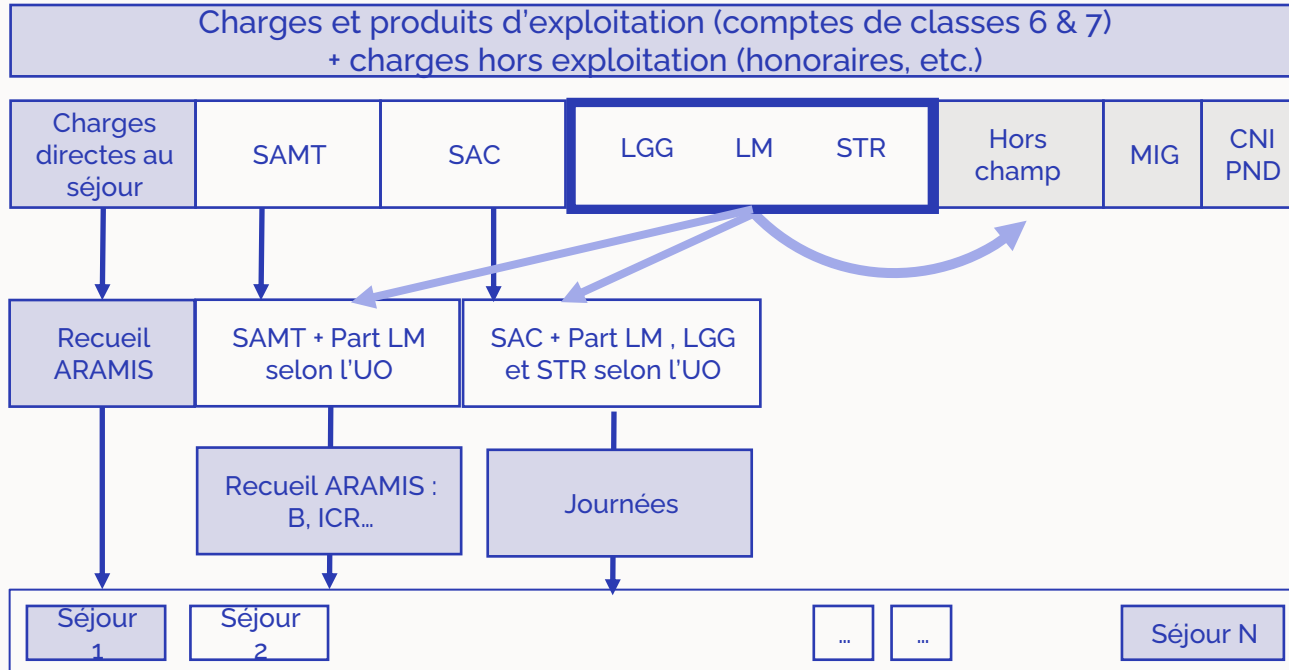 Charges et produits d'exploitation (comptes de classes 6 & 7)
+ charges hors exploitation (honoraires, etc.)
Charges
directes au
séjour
SAMT
SAC
LGG LM STR
Hors
champ
MIG
CNI
PND
Recueil
ARAMIS
SAMT + Part LM
selon l'UO
SAC + Part LM , LGG
et STR selon l'UO
Recueil ARAMIS :
B, ICR…
Journées
Séjour
1
Séjour
2
…
…
Séjour N